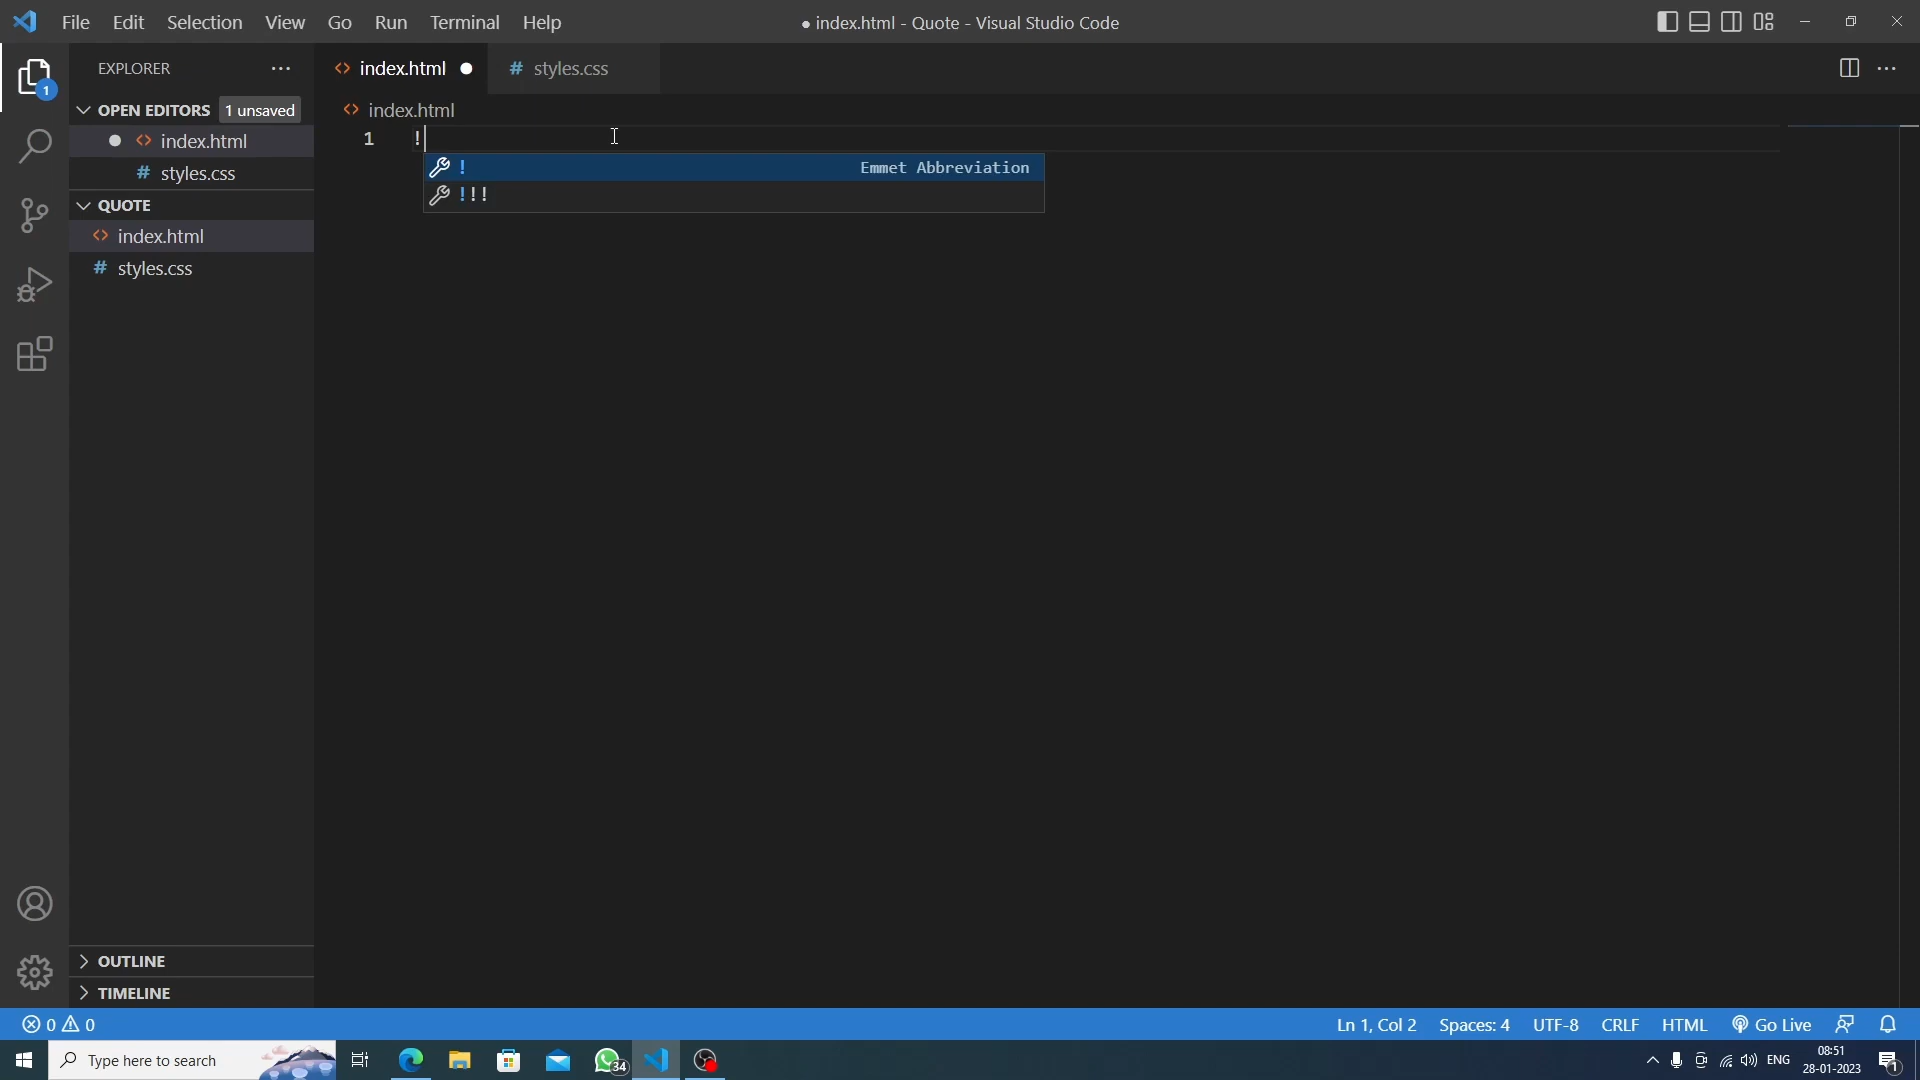 File Edit Selection View Go Run Terminal Help
● index.html - Quote - Visual Studio Code
EXPLORER
1
OPEN EDITORS 1 unsaved
index.html
styles.css
QUOTE
index.html
styles.css
OUTLINE
TIMELINE
index.html
styles.css
index.html
1 !
! Emmet Abbreviation
!!!
0 0
Ln 1, Col 2 Spaces: 4 UTF-8 CRLF HTML Go Live
Type here to search
34
ENG
08:51
28-01-2023
1